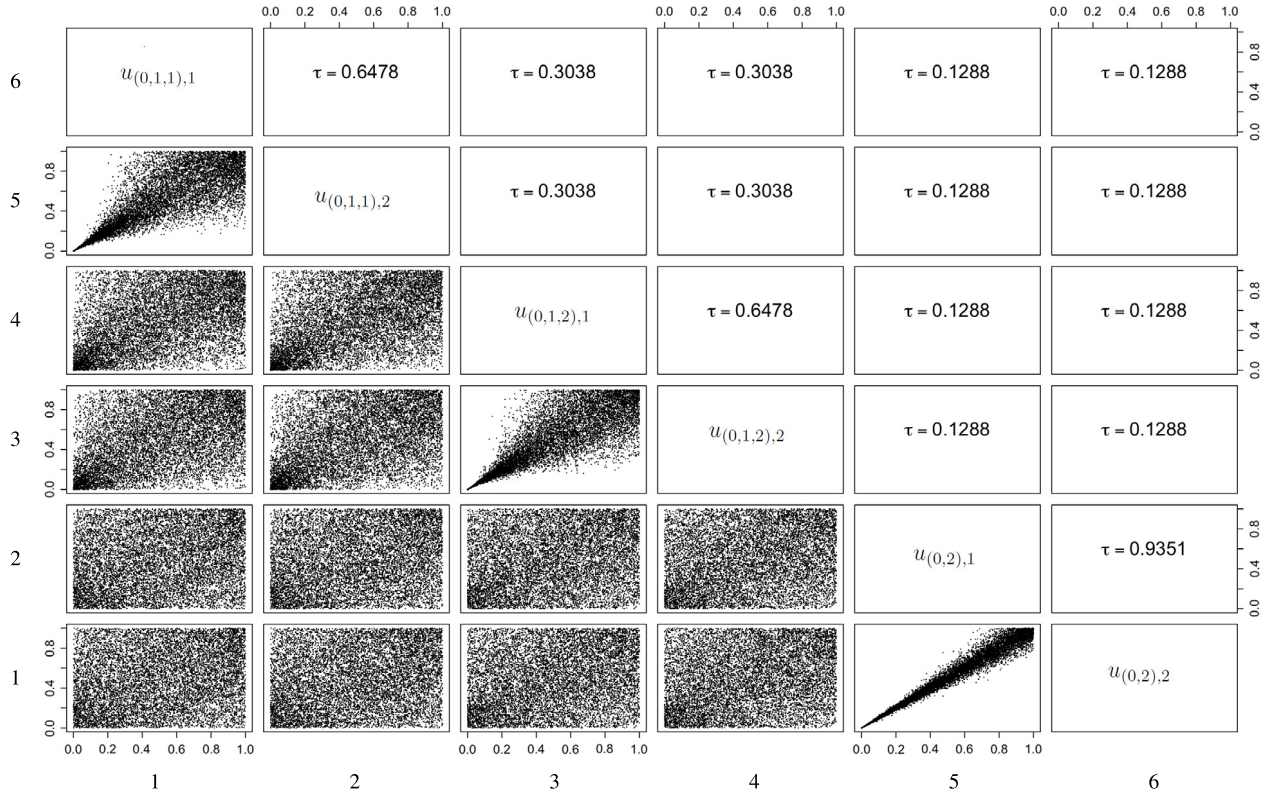 0.0 0.2 0.4 0.6 0.8 1.0 0.0 0.2 0.4 0.6 0.8 1.0 0.0 0.2 0.4 0.6 0.8 1.0
6 u(0,1,1),1 τ = 0.6478 τ = 0.3038 τ = 0.3038 τ = 0.1288 τ = 0.1288 0.0 0.4 0.8
5 0.0 0.4 0.8 u(0,1,1),2 τ = 0.3038 τ = 0.3038 τ = 0.1288 τ = 0.1288
4 u(0,1,2),1 τ = 0.6478 τ = 0.1288 τ = 0.1288 0.0 0.4 0.8
3 0.0 0.4 0.8 u(0,1,2),2 τ = 0.1288 τ = 0.1288
2 u(0,2),1 τ = 0.9351 0.0 0.4 0.8
1 0.0 0.4 0.8 u(0,2),2
0.0 0.2 0.4 0.6 0.8 1.0 0.0 0.2 0.4 0.6 0.8 1.0 0.0 0.2 0.4 0.6 0.8 1.0
1 2 3 4 5 6